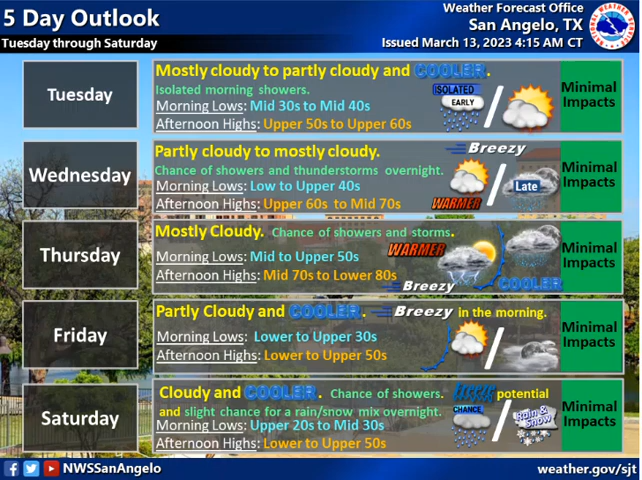 5 Day Outlook
Tuesday through Saturday
Weather Forecast Office
San Angelo, TX
Issued March 13, 2023 4:15 AM CT
Tuesday
Mostly cloudy to partly cloudy and COOLER.
Isolated morning showers.
Morning Lows: Mid 30s to Mid 40s
Afternoon Highs: Upper 50s to Upper 60s
ISOLATED
EARLY
Minimal
Impacts
Wednesday
Partly cloudy to mostly cloudy.
Chance of showers and thunderstorms overnight.
Morning Lows: Low to Upper 40s
Afternoon Highs: Upper 60s to Mid 70s
Breezy
WARMER
Late
Minimal
Impacts
Thursday
Mostly Cloudy. Chance of showers and storms.
Morning Lows: Mid to Upper 50s
Afternoon Highs: Mid 70s to Lower 80s
WARMER
Breezy
COOLER
Minimal
Impacts
Friday
Partly Cloudy and COOLER. Breezy in the morning.
Morning Lows: Lower to Upper 30s
Afternoon Highs: Lower to Upper 50s
Minimal
Impacts
Saturday
Cloudy and COOLER. Chance of showers. Freeze potential
and slight chance for a rain/snow mix overnight.
Morning Lows: Upper 20s to Mid 30s
Afternoon Highs: Lower to Upper 50s
CHANCE
Rain &
Snow
Minimal
Impacts
NWSSanAngelo
weather.gov/sjt